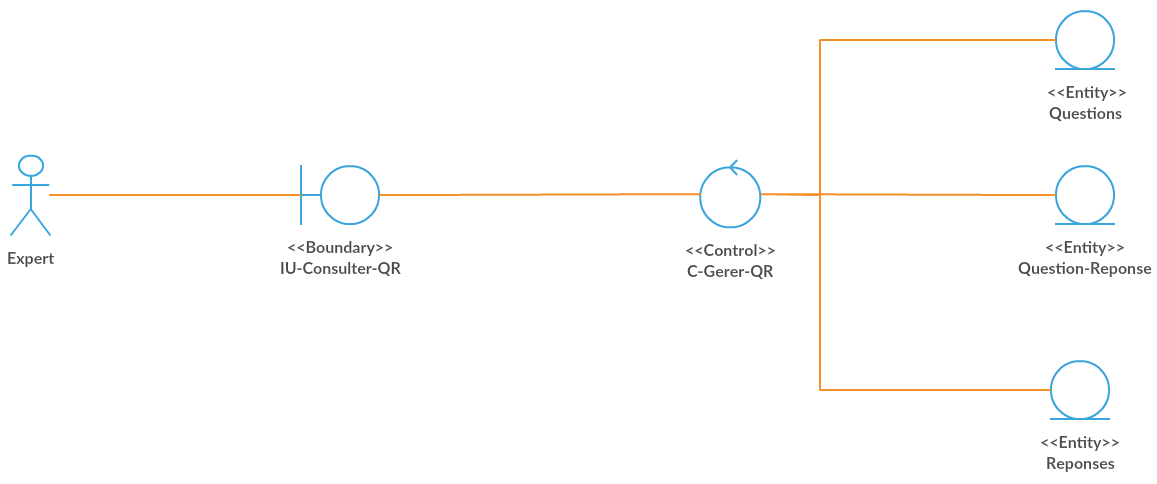 Expert
<<Boundary>>
IU-Consulter-QR
<<Control>>
C-Gerer-QR
<<Entity>>
Questions
<<Entity>>
Question-Reponse
<<Entity>>
Reponses